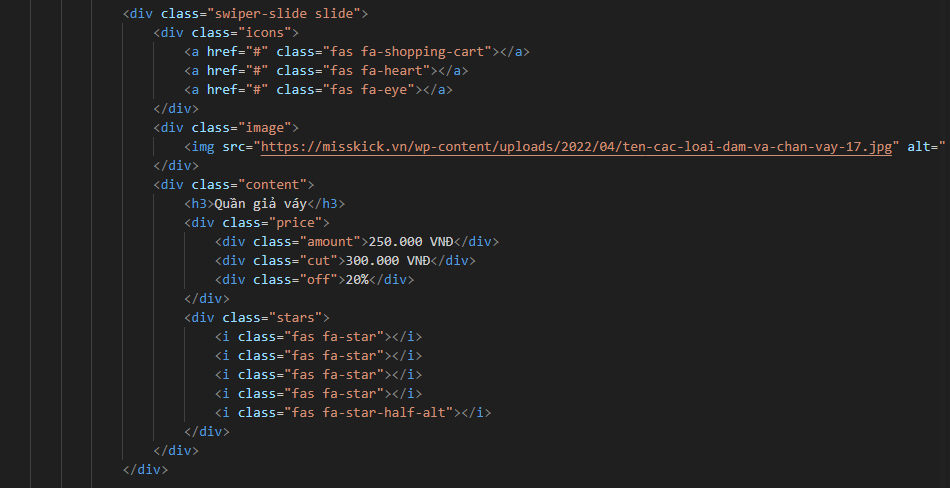 <div class="swiper-slide slide">
<div class="icons">
<a href="#" class="fas fa-shopping-cart"></a>
<a href="#" class="fas fa-heart"></a>
<a href="#" class="fas fa-eye"></a>
</div>
<div class="image">
<img src="https://misskick.vn/wp-content/uploads/2022/04/ten-cac-loai-dam-va-chan-vay-17.jpg" alt="
</div>
<div class="content">
<h3>Quần giả váy</h3>
<div class="price">
<div class="amount">250.000 VNĐ</div>
<div class="cut">300.000 VNĐ</div>
<div class="off">20%</div>
</div>
<div class="stars">
<i class="fas fa-star"></i>
<i class="fas fa-star"></i>
<i class="fas fa-star"></i>
<i class="fas fa-star"></i>
<i class="fas fa-star-half-alt"></i>
</div>
</div>
</div>